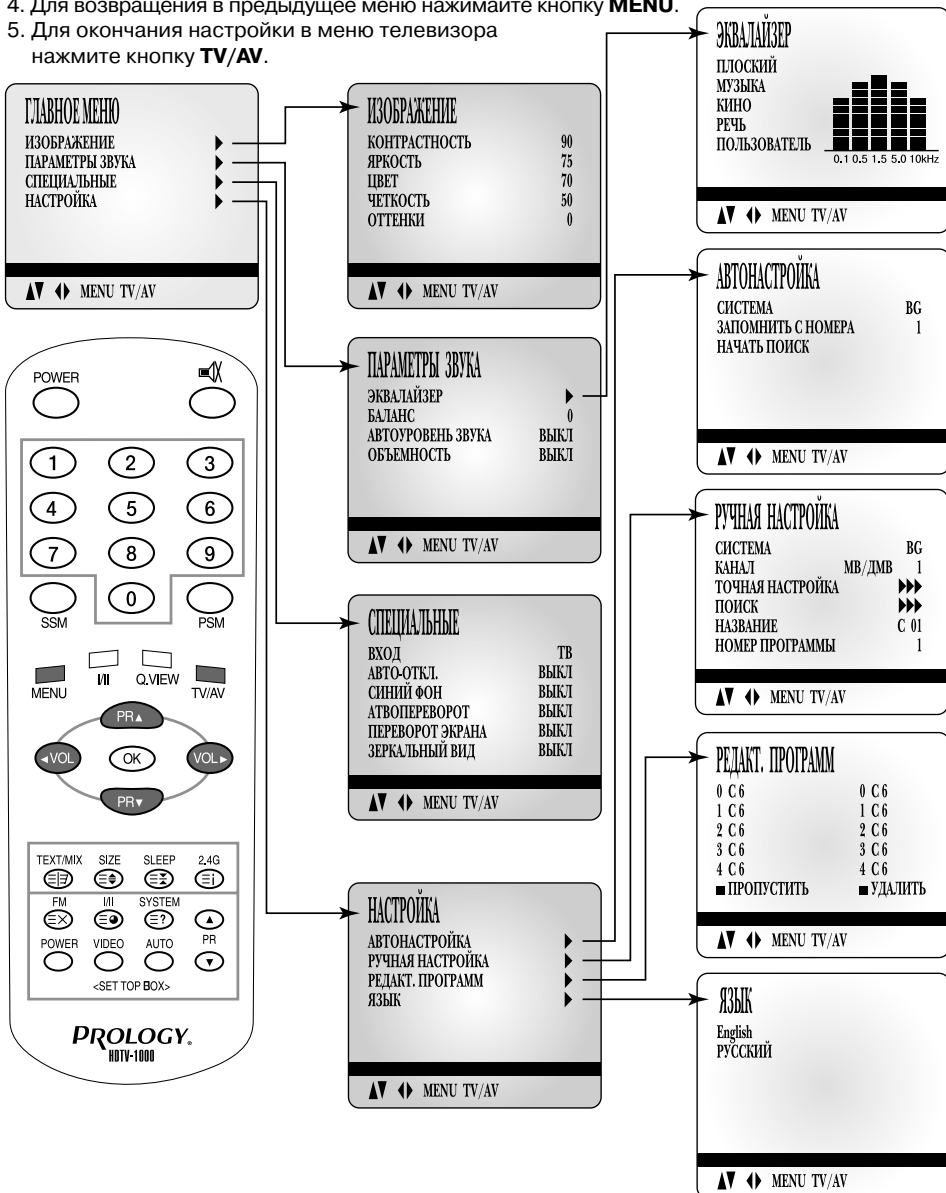 4. Для возвращения в предыдущее меню нажимайте кнопку MENU.
5. Для окончания настройки в меню телевизора
нажмите кнопку TV/AV.
ГЛАВНОЕ МЕНЮ
ИЗОБРАЖЕНИЕ
ПАРАМЕТРЫ ЗВУКА
СПЕЦИАЛЬНЫЕ
НАСТРОЙКА
MENU TV/AV
ИЗОБРАЖЕНИЕ
КОНТРАСТНОСТЬ 90
ЯРКОСТЬ 75
ЦВЕТ 70
ЧЕТКОСТЬ 50
ОТТЕНКИ 0
MENU TV/AV
ЭКВАЛАЙЗЕР
ПЛОСКИЙ
МУЗЫКА
КИНО
РЕЧЬ
ПОЛЬЗОВАТЕЛЬ
0.1 0.5 1.5 5.0 10kHz
MENU TV/AV
ПАРАМЕТРЫ ЗВУКА
ЭКВАЛАЙЗЕР
БАЛАНС 0
АВТОУРОВЕНЬ ЗВУКА ВЫКЛ
ОБЪЕМНОСТЬ ВЫКЛ
MENU TV/AV
АВТОНАСТРОЙКА
СИСТЕМА BG
ЗАПОМНИТЬ С НОМЕРА 1
НАЧАТЬ ПОИСК
MENU TV/AV
РУЧНАЯ НАСТРОЙКА
СИСТЕМА BG
КАНАЛ МВ/ДМВ 1
ТОЧНАЯ НАСТРОЙКА
ПОИСК
НАЗВАНИЕ C 01
НОМЕР ПРОГРАММЫ 1
MENU TV/AV
СПЕЦИАЛЬНЫЕ
ВХОД ТВ
АВТО-ОТКЛ. ВЫКЛ
СИНИЙ ФОН ВЫКЛ
АТВОПЕРЕВОРОТ ВЫКЛ
ПЕРЕВОРОТ ЭКРАНА ВЫКЛ
ЗЕРКАЛЬНЫЙ ВИД ВЫКЛ
MENU TV/AV
РЕДАКТ. ПРОГРАММ
0 C 6 0 C 6
1 C 6 1 C 6
2 C 6 2 C 6
3 C 6 3 C 6
4 C 6 4 C 6
ПРОПУСТИТЬ УДАЛИТЬ
MENU TV/AV
НАСТРОЙКА
АВТОНАСТРОЙКА
РУЧНАЯ НАСТРОЙКА
РЕДАКТ. ПРОГРАММ
ЯЗЫК
MENU TV/AV
ЯЗЫК
English
РУССКИЙ
MENU TV/AV
POWER
1 2 3
4 5 6
7 8 9
0
SSM PSM
I/II Q.VIEW
MENU TV/AV
PR
VOL OK VOL
PR
TEXT/MIX SIZE SLEEP 2.4G
i
FM I/II SYSTEM
?
POWER VIDEO AUTO PR
<SET TOP BOX>
PROLOGY.
HDTV-1000